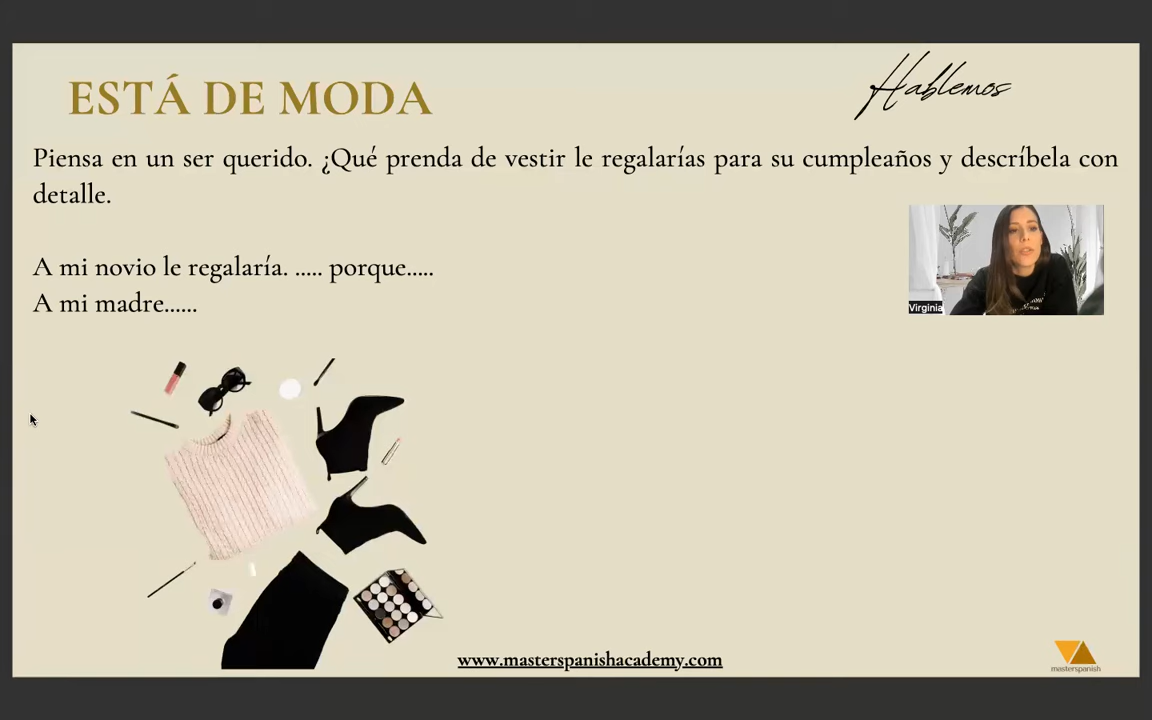 ESTÁ DE MODA
Hablemos
Piensa en un ser querido. ¿Qué prenda de vestir le regalarías para su cumpleaños y descríbela con
detalle.
A mi novio le regalaría. ..... porque.....
A mi madre......
Virginia
www.masterspanishacademy.com
masterspanish